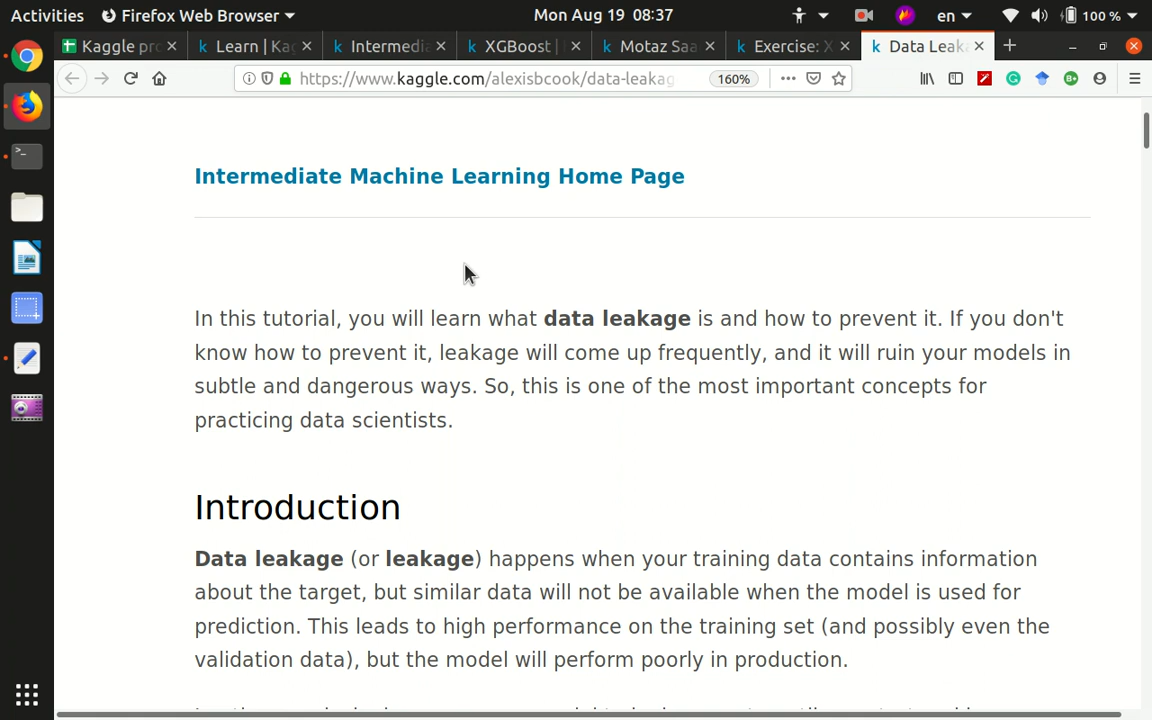 Activities Firefox Web Browser Mon Aug 19 08:37 en 100 %
Kaggle pr Learn | Ka Intermedi XGBoost | Motaz Saa Exercise: X Data Leak
https://www.kaggle.com/alexisbcook/data-leakag 160%
Intermediate Machine Learning Home Page
In this tutorial, you will learn what data leakage is and how to prevent it. If you don't
know how to prevent it, leakage will come up frequently, and it will ruin your models in
subtle and dangerous ways. So, this is one of the most important concepts for
practicing data scientists.
Introduction
Data leakage (or leakage) happens when your training data contains information
about the target, but similar data will not be available when the model is used for
prediction. This leads to high performance on the training set (and possibly even the
validation data), but the model will perform poorly in production.